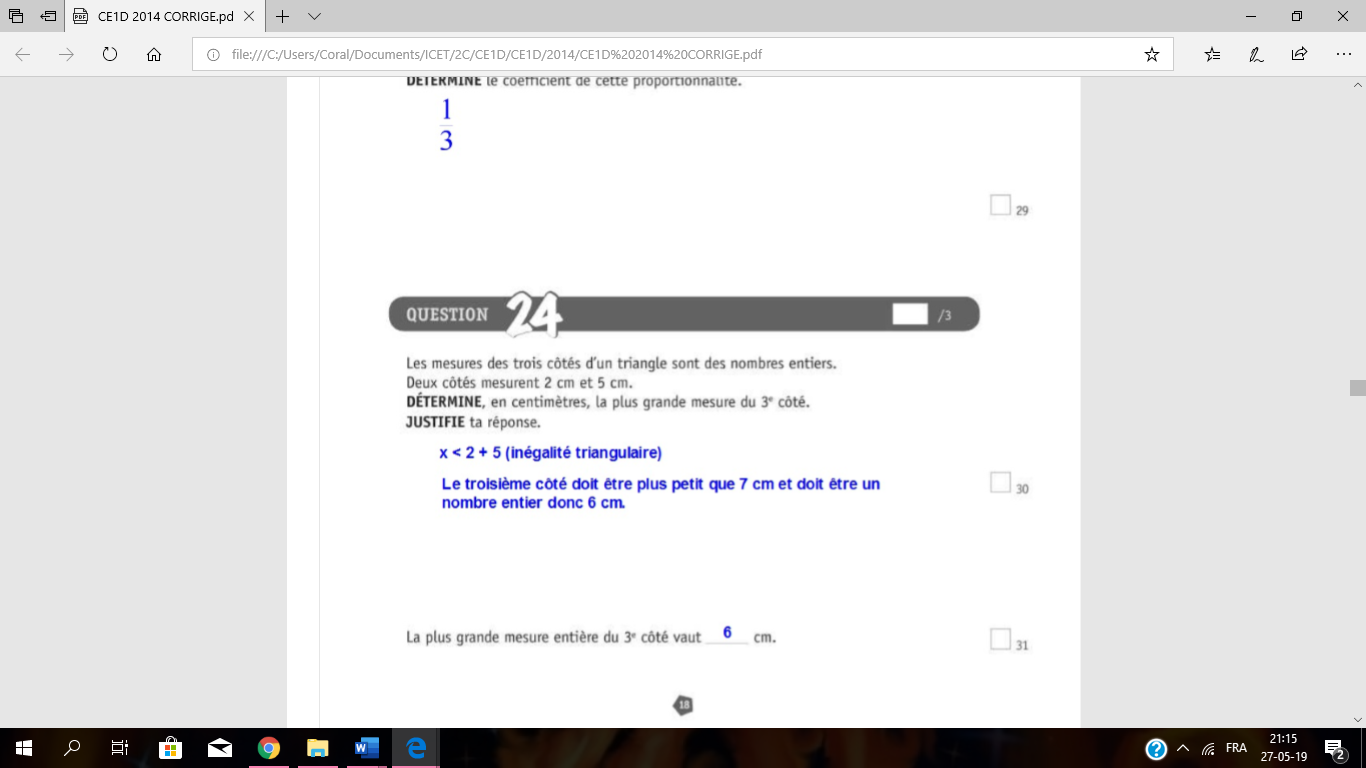 CE1D 2014 CORRIGE.pd
file:///C:/Users/Coral/Documents/ICET/2C/CE1D/CE1D/2014/CE1D%202014%20CORRIGE.pdf
DÉTERMINE le coefficient de cette proportionnalité.
1
3
29
QUESTION 24 /3
Les mesures des trois côtés d'un triangle sont des nombres entiers.
Deux côtés mesurent 2 cm et 5 cm.
DÉTERMINE, en centimètres, la plus grande mesure du 3e côté.
JUSTIFIE ta réponse.
x < 2 + 5 (inégalité triangulaire)
Le troisième côté doit être plus petit que 7 cm et doit être un
nombre entier donc 6 cm.
30
La plus grande mesure entière du 3e côté vaut 6 cm.
31
18
FRA
21:15
27-05-19
2